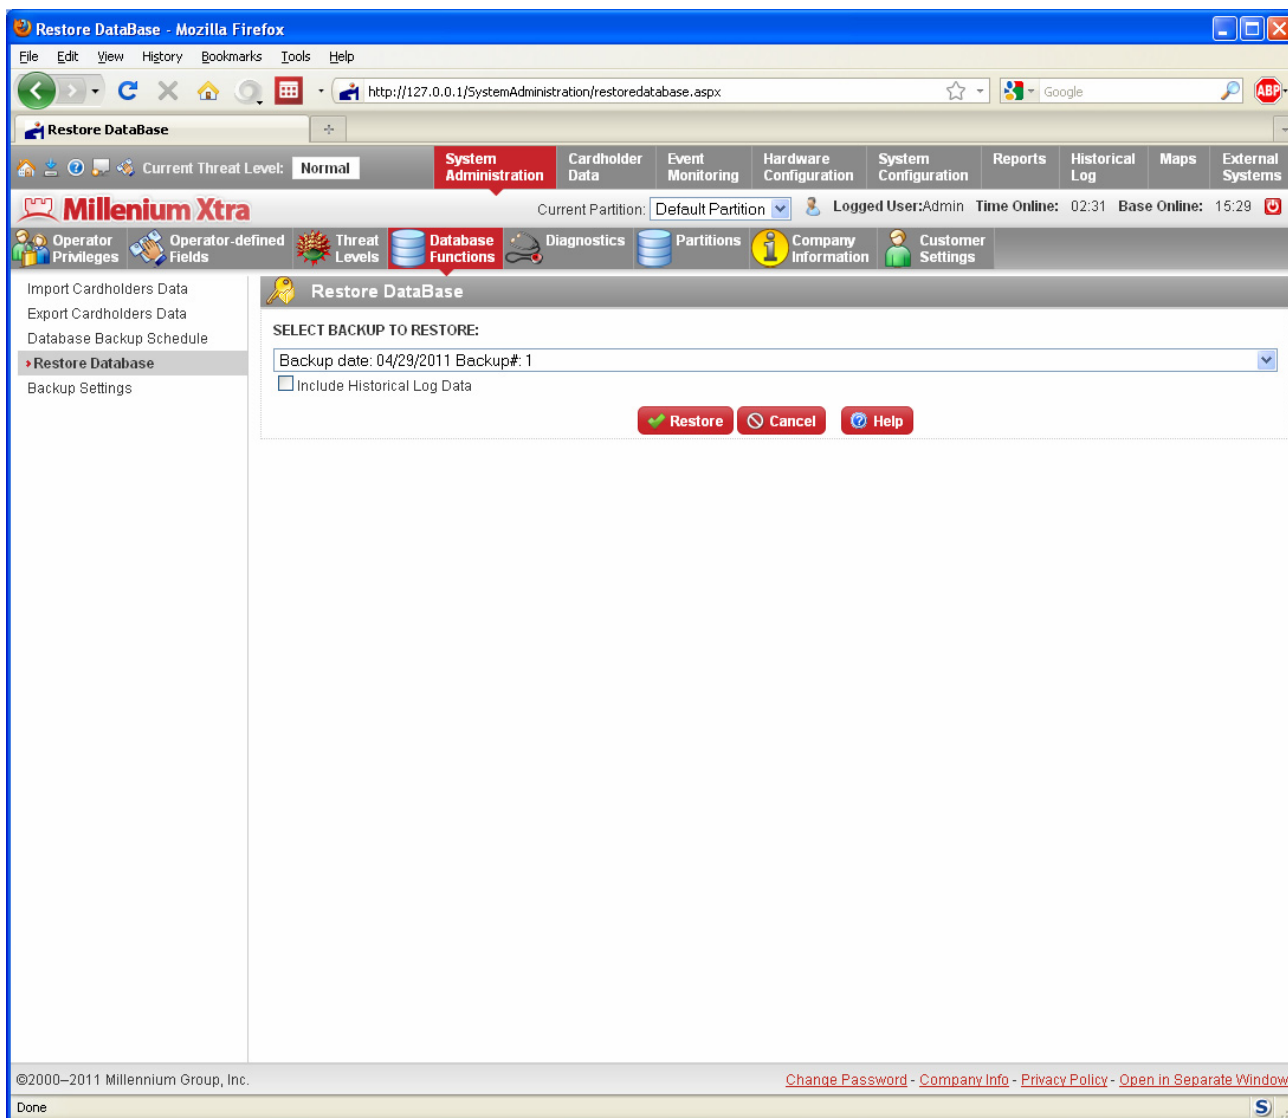 Restore DataBase - Mozilla Firefox
File Edit View History Bookmarks Tools Help
http://127.0.0.1/SystemAdministration/restoredatabase.aspx
Google
ABP
Restore DataBase
Current Threat Level: Normal
System Administration
Cardholder Data
Event Monitoring
Hardware Configuration
System Configuration
Reports
Historical Log
Maps
External Systems
Millenium Xtra
Current Partition: Default Partition Logged User:Admin Time Online: 02:31 Base Online: 15:29
Operator Privileges
Operator-defined Fields
Threat Levels
Database Functions
Diagnostics
Partitions
Company Information
Customer Settings
Import Cardholders Data
Export Cardholders Data
Database Backup Schedule
Restore Database
Backup Settings
Restore DataBase
SELECT BACKUP TO RESTORE:
Backup date: 04/29/2011 Backup#: 1
Include Historical Log Data
Restore Cancel Help
©2000–2011 Millennium Group, Inc.
Change Password - Company Info - Privacy Policy - Open in Separate Window
Done
S